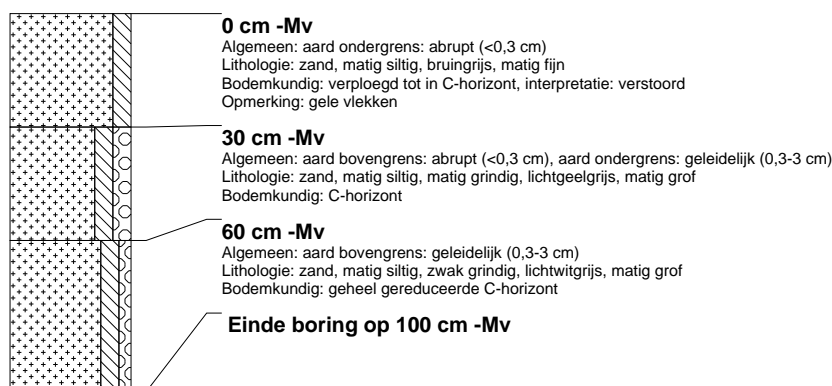 0 cm -Mv
Algemeen: aard ondergrens: abrupt (<0,3 cm)
Lithologie: zand, matig siltig, bruingrijs, matig fijn
Bodemkundig: verploegd tot in C-horizont, interpretatie: verstoord
Opmerking: gele vlekken
30 cm -Mv
Algemeen: aard bovengrens: abrupt (<0,3 cm), aard ondergrens: geleidelijk (0,3-3 cm)
Lithologie: zand, matig siltig, matig grindig, lichtgeelgrijs, matig grof
Bodemkundig: C-horizont
60 cm -Mv
Algemeen: aard bovengrens: geleidelijk (0,3-3 cm)
Lithologie: zand, matig siltig, zwak grindig, lichtwitgrijs, matig grof
Bodemkundig: geheel gereduceerde C-horizont
Einde boring op 100 cm -Mv